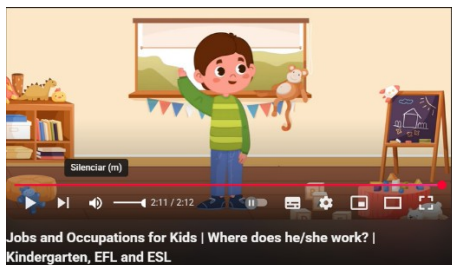 Silenciar (m)
2:11 / 2:12
Jobs and Occupations for Kids | Where does he/she work? |
Kindergarten, EFL and ESL